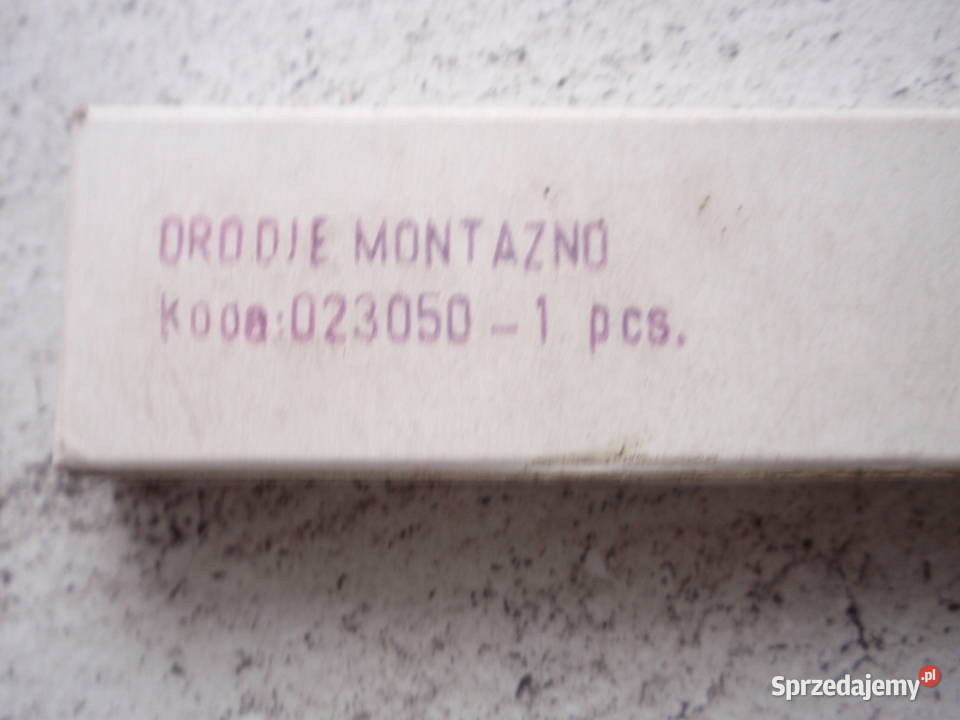 ORODJE MONTAZNO
Koda:023050 - 1 pcs.
Sprzedajemy.pl